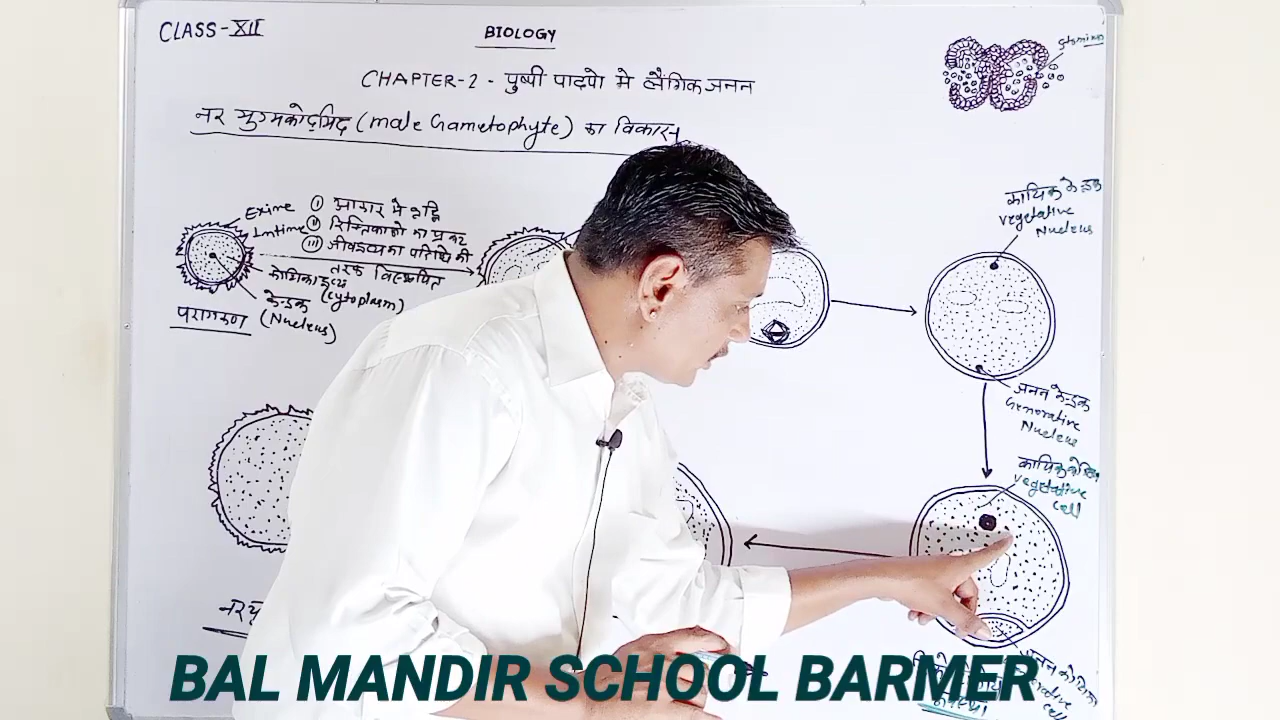 CLASS-XII
BIOLOGY
CHAPTER-2 - पुष्पी पादपो मे लैंगिक जनन
नर युग्मकोद्भिद (male Gametophyte) का विकास
Exine
Intine
① आकार मे वृद्धि
② रिक्तिकाओ का प्रकट
③ जीवद्रव्य का परिधि की
तरफ विस्थापित
कोशिका द्रव्य
(Cytoplasm)
केन्द्रक
(Nucleus)
परागकण
कायिक केन्द्रक
vegetative
Nucleus
जनन केन्द्रक
Generative
Nucleus
vegetative
cell
cell
BAL MANDIR SCHOOL BARMER